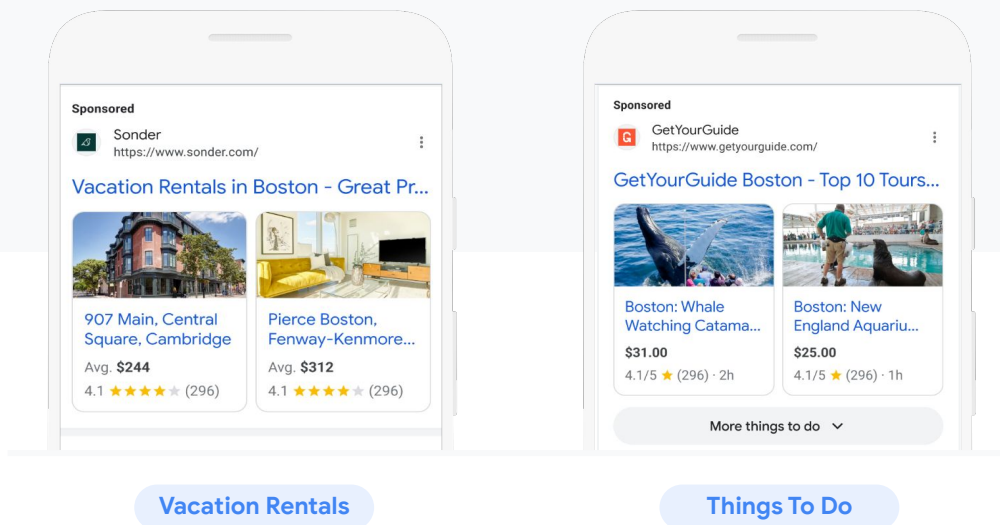 Sponsored
Sonder
https://www.sonder.com/
Vacation Rentals in Boston - Great Pr...
907 Main, Central
Square, Cambridge
Avg. $244
4.1 ★★★★★ (296)
Pierce Boston,
Fenway-Kenmore...
Avg. $312
4.1 ★★★★★ (296)
Vacation Rentals
Sponsored
G
GetYourGuide
https://www.getyourguide.com/
GetYourGuide Boston - Top 10 Tours...
Boston: Whale
Watching Catama...
$31.00
4.1/5 ★ (296) · 2h
Boston: New
England Aquariu...
$25.00
4.1/5 ★ (296) · 1h
More things to do
Things To Do